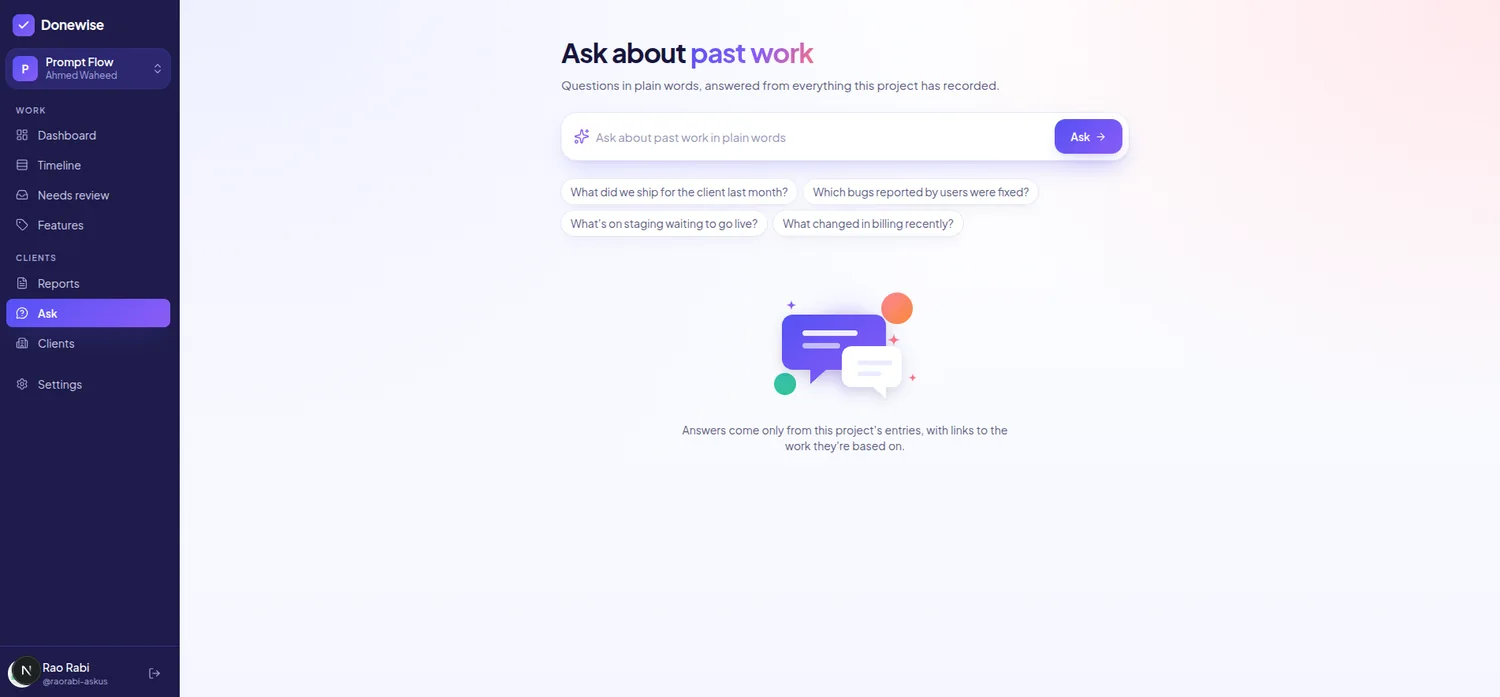 Donewise
P
Prompt Flow
Ahmed Waheed
WORK
Dashboard
Timeline
Needs review
Features
CLIENTS
Reports
Ask
Clients
Settings
N
Rao Rabi
@raorabi-askus
Ask about past work
Questions in plain words, answered from everything this project has recorded.
Ask about past work in plain words
Ask →
What did we ship for the client last month?
Which bugs reported by users were fixed?
What's on staging waiting to go live?
What changed in billing recently?
Answers come only from this project's entries, with links to the
work they're based on.